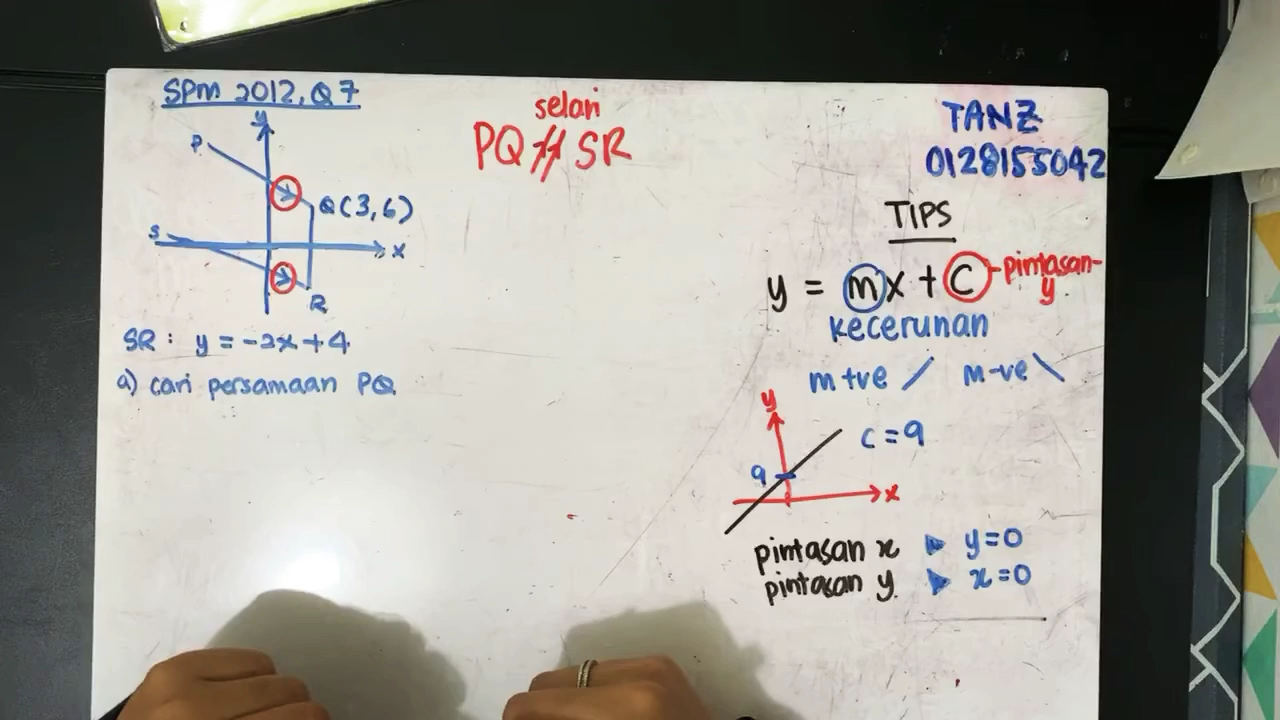 SPM 2012, Q7
y
P
Q(3,6)
S
x
R
SR : y = -2x + 4
a) cari persamaan PQ
selari
PQ // SR
TANZ
0128155042
TIPS
y = mx + c - pintasan-y
kecerunan
m +ve m -ve
y
c = 9
9
x
pintasan x ▶ y=0
pintasan y ▶ x=0